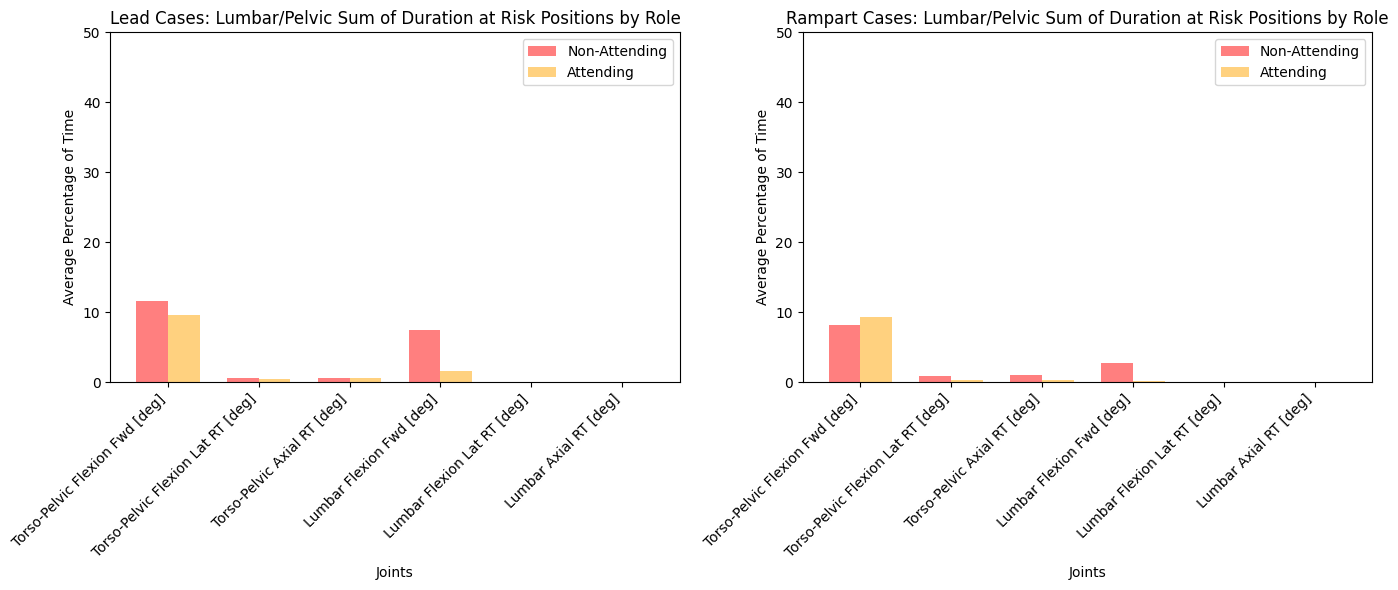 Lead Cases: Lumbar/Pelvic Sum of Duration at Risk Positions by Role
Average Percentage of Time
50
40
30
20
10
0
Non-Attending
Attending
Torso-Pelvic Flexion Fwd [deg]
Torso-Pelvic Flexion Lat RT [deg]
Torso-Pelvic Axial RT [deg]
Lumbar Flexion Fwd [deg]
Lumbar Flexion Lat RT [deg]
Lumbar Axial RT [deg]
Joints
Rampart Cases: Lumbar/Pelvic Sum of Duration at Risk Positions by Role
Average Percentage of Time
50
40
30
20
10
0
Non-Attending
Attending
Torso-Pelvic Flexion Fwd [deg]
Torso-Pelvic Flexion Lat RT [deg]
Torso-Pelvic Axial RT [deg]
Lumbar Flexion Fwd [deg]
Lumbar Flexion Lat RT [deg]
Lumbar Axial RT [deg]
Joints